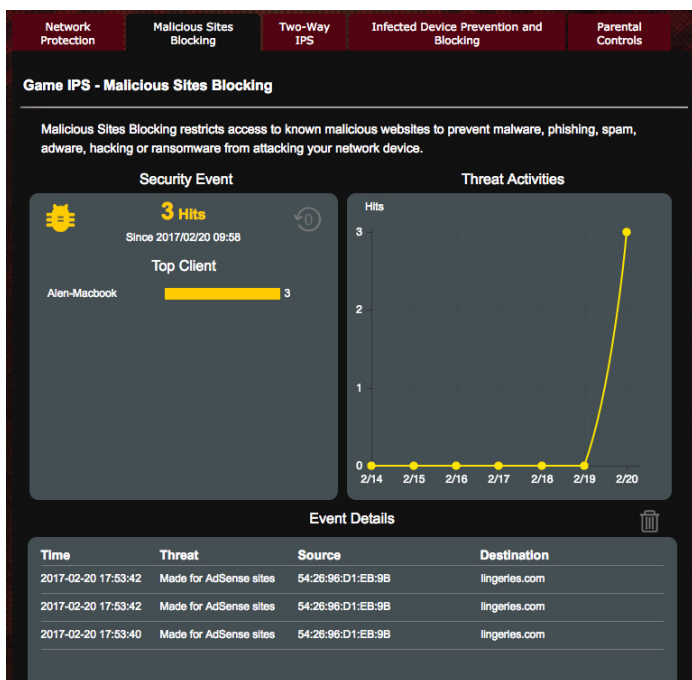 Network Protection
Malicious Sites Blocking
Two-Way IPS
Infected Device Prevention and Blocking
Parental Controls
Game IPS - Malicious Sites Blocking
Malicious Sites Blocking restricts access to known malicious websites to prevent malware, phishing, spam,
adware, hacking or ransomware from attacking your network device.
Security Event
3 Hits
0
Since 2017/02/20 09:58
Top Client
Alen-Macbook 3
Threat Activities
Hits
3
2
1
0
2/14 2/15 2/16 2/17 2/18 2/19 2/20
Event Details
Time Threat Source Destination
2017-02-20 17:53:42 Made for AdSense sites 54:26:96:D1:EB:9B lingeries.com
2017-02-20 17:53:42 Made for AdSense sites 54:26:96:D1:EB:9B lingeries.com
2017-02-20 17:53:40 Made for AdSense sites 54:26:96:D1:EB:9B lingeries.com